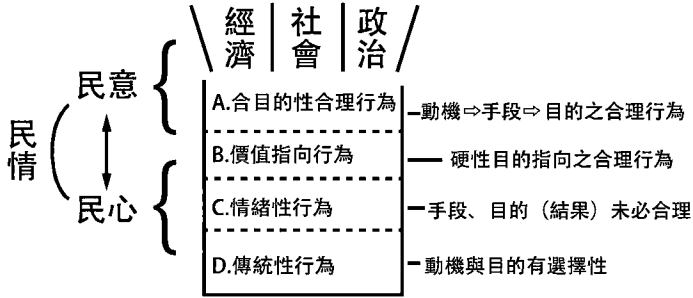 經濟
社會
政治
民情
民意
民心
A.合目的性合理行為
動機⇨手段⇨目的之合理行為
B.價值指向行為
硬性目的指向之合理行為
C.情緒性行為
手段、目的（結果）未必合理
D.傳統性行為
動機與目的有選擇性